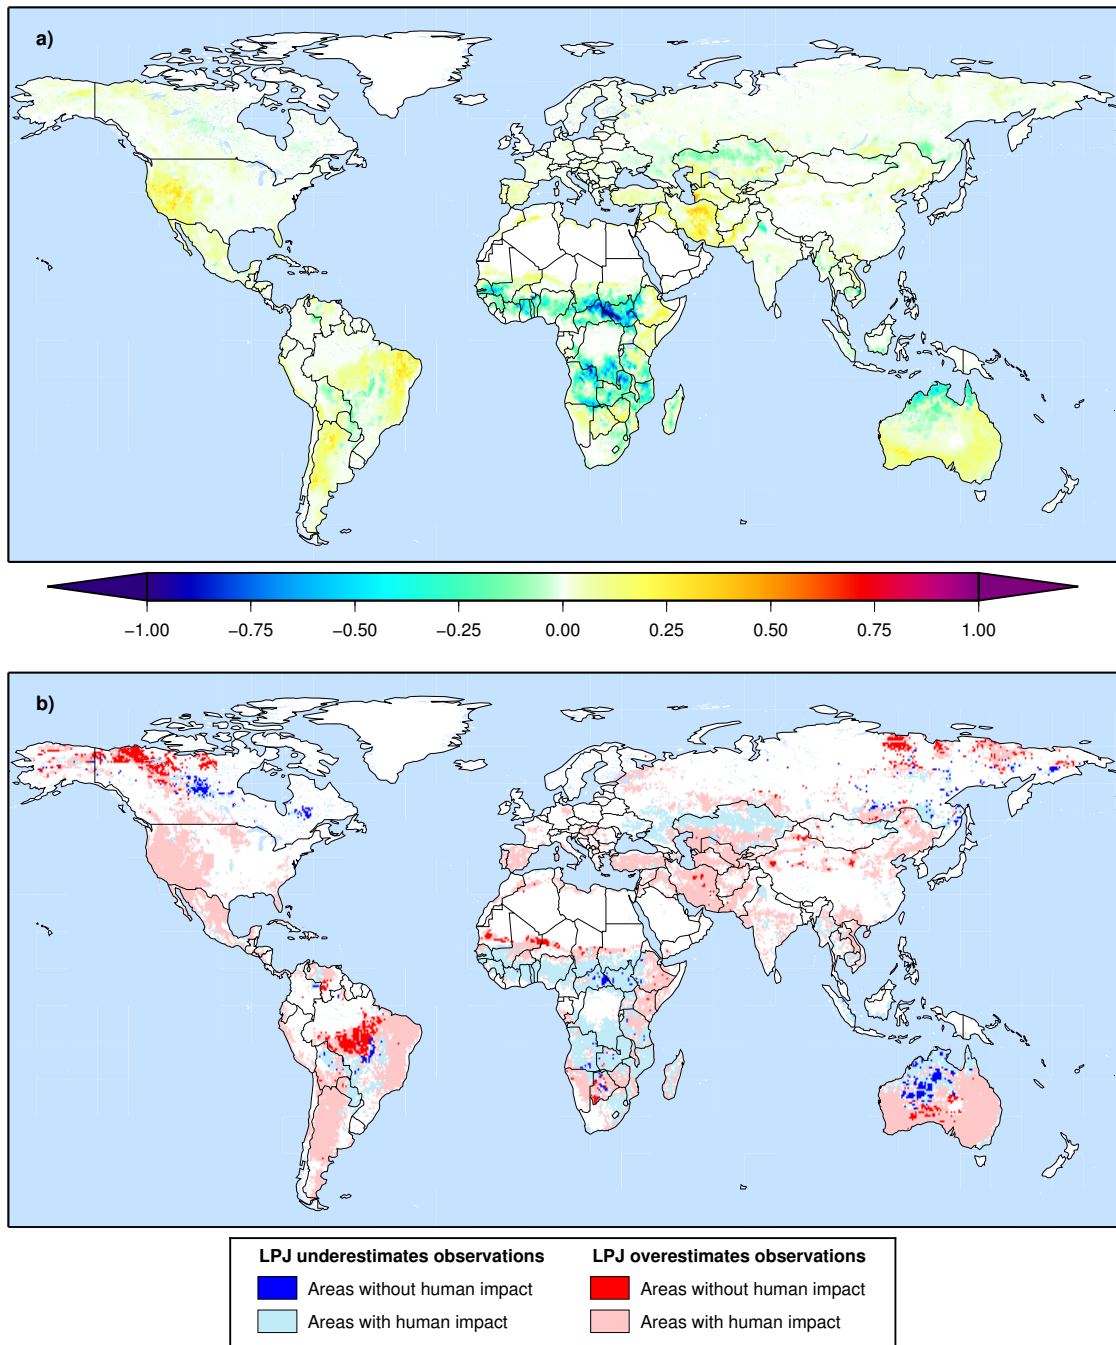 a)
−1.00 −0.75 −0.50 −0.25 0.00 0.25 0.50 0.75 1.00
b)
LPJ underestimates observations LPJ overestimates observations
Areas without human impact Areas without human impact
Areas with human impact Areas with human impact